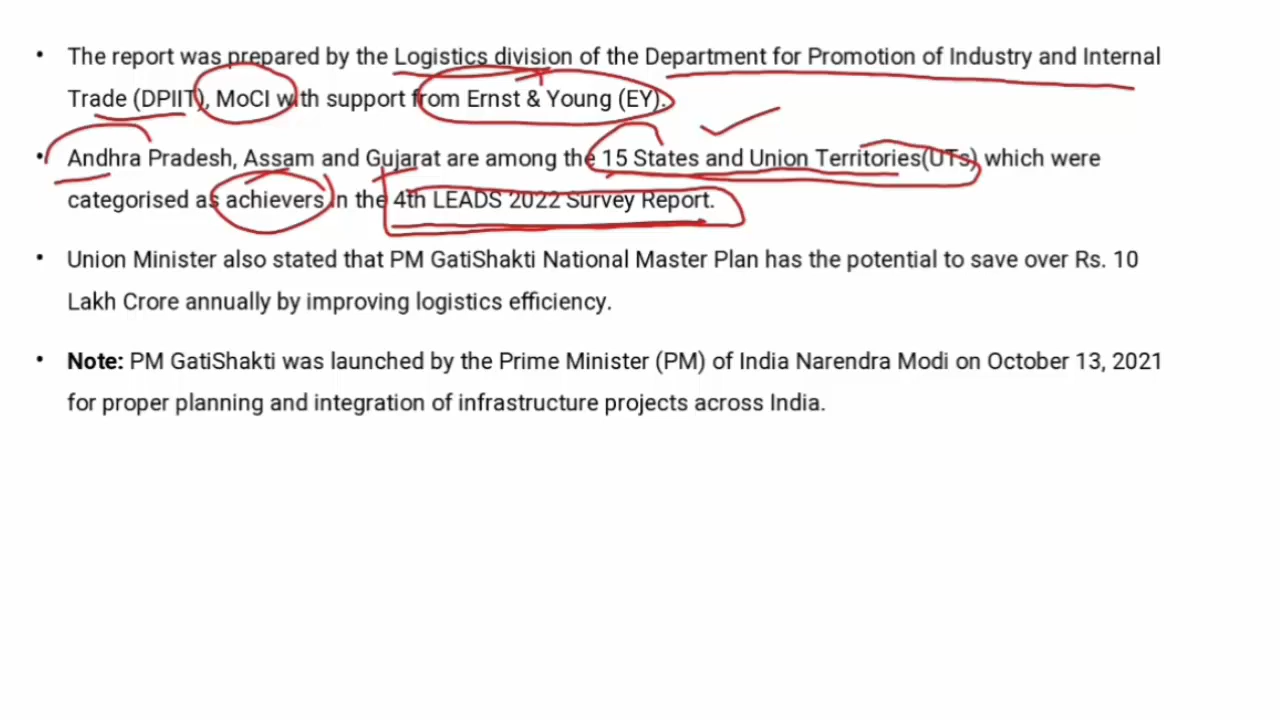 • The report was prepared by the Logistics division of the Department for Promotion of Industry and Internal
Trade (DPIIT), MoCI with support from Ernst & Young (EY).
• Andhra Pradesh, Assam and Gujarat are among the 15 States and Union Territories(UTs) which were
categorised as achievers in the 4th LEADS 2022 Survey Report.
• Union Minister also stated that PM GatiShakti National Master Plan has the potential to save over Rs. 10
Lakh Crore annually by improving logistics efficiency.
• Note: PM GatiShakti was launched by the Prime Minister (PM) of India Narendra Modi on October 13, 2021
for proper planning and integration of infrastructure projects across India.